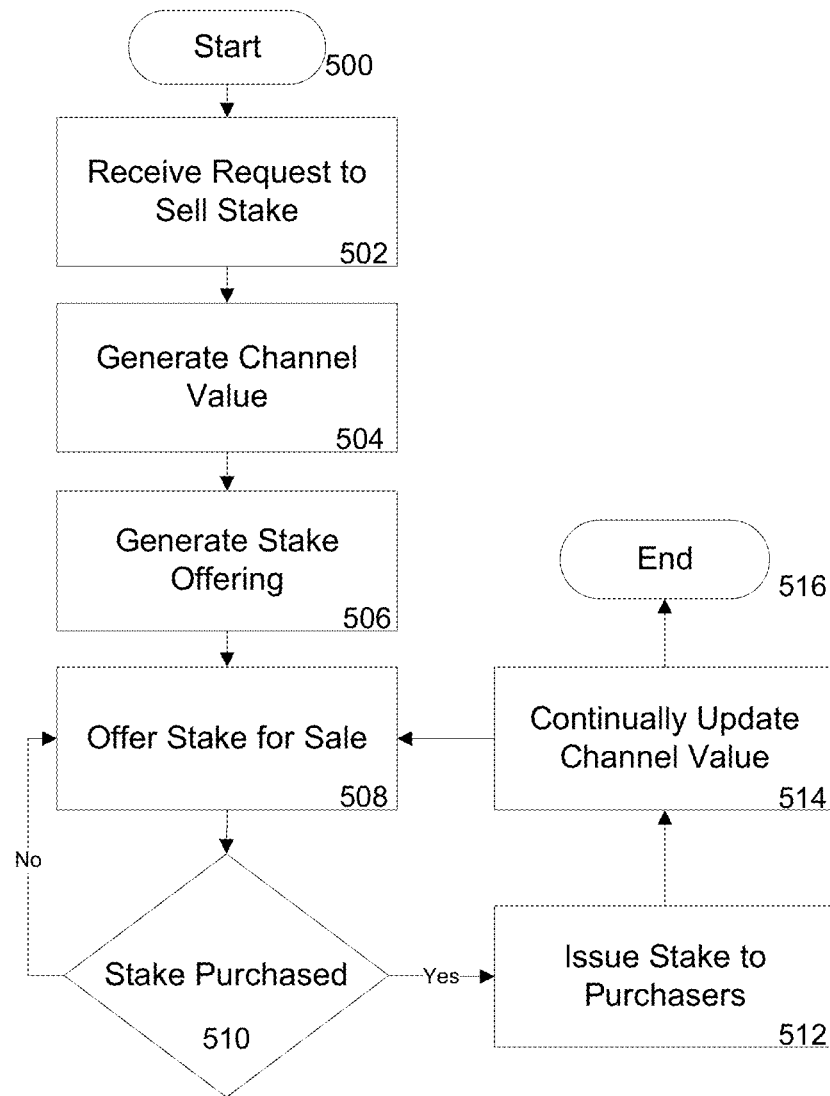 Start
500
Receive Request to
Sell Stake
502
Generate Channel
Value
504
Generate Stake
Offering
506
End
516
Offer Stake for Sale
508
Continually Update
Channel Value
514
No
Stake Purchased
510
Yes
Issue Stake to
Purchasers
512